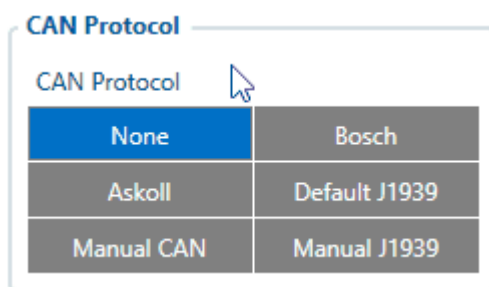 CAN Protocol
CAN Protocol
None Bosch
Askoll Default J1939
Manual CAN Manual J1939